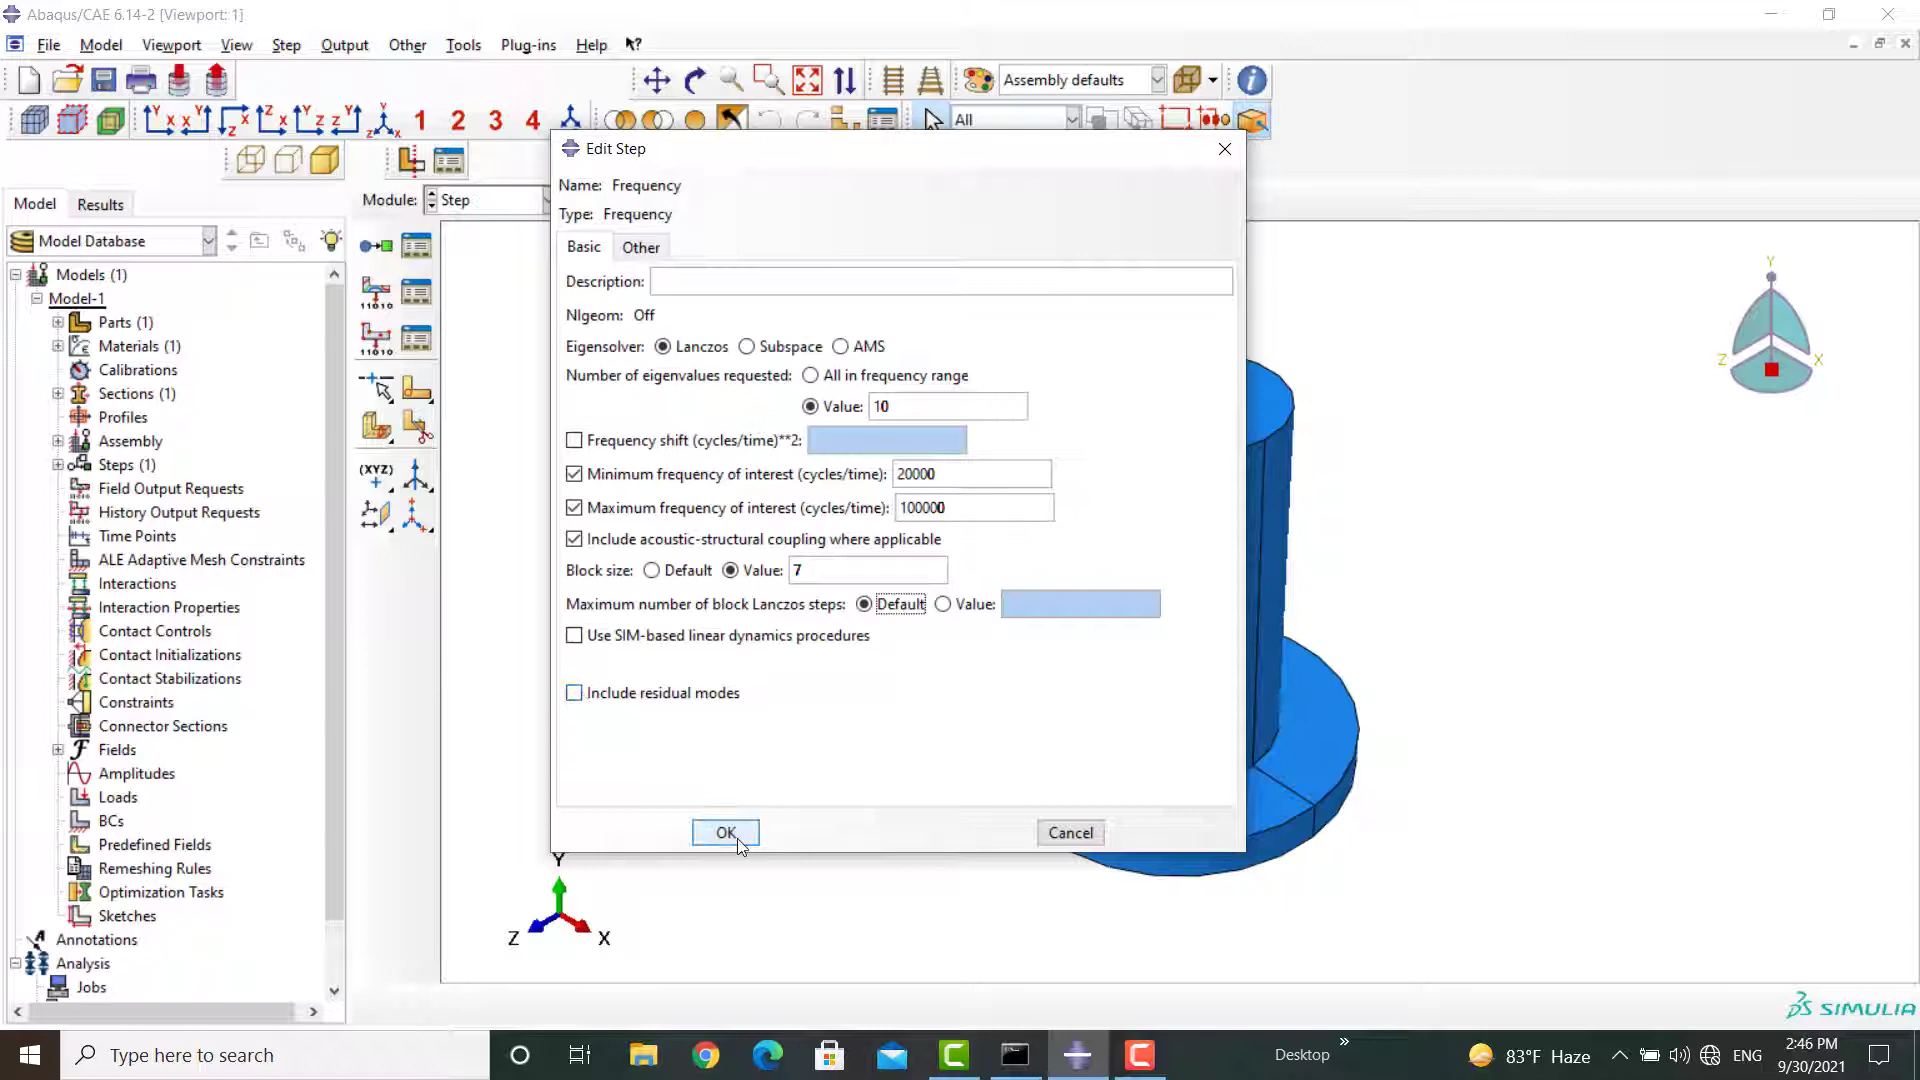 Abaqus/CAE 6.14-2 [Viewport: 1]
File Model Viewport View Step Output Other Tools Plug-ins Help
Assembly defaults
1 2 3 4
All
Model Results Module: Step
Model Database
Models (1)
Model-1
Parts (1)
Materials (1)
Calibrations
Sections (1)
Profiles
Assembly
Steps (1)
Field Output Requests
History Output Requests
Time Points
ALE Adaptive Mesh Constraints
Interactions
Interaction Properties
Contact Controls
Contact Initializations
Contact Stabilizations
Constraints
Connector Sections
Fields
Amplitudes
Loads
BCs
Predefined Fields
Remeshing Rules
Optimization Tasks
Sketches
Annotations
Analysis
Jobs
11010
11010
(XYZ)
Edit Step
Name: Frequency
Type: Frequency
Basic Other
Description:
Nlgeom: Off
Eigensolver: Lanczos Subspace AMS
Number of eigenvalues requested: All in frequency range
Value: 10
Frequency shift (cycles/time)**2:
Minimum frequency of interest (cycles/time): 20000
Maximum frequency of interest (cycles/time): 100000
Include acoustic-structural coupling where applicable
Block size: Default Value: 7
Maximum number of block Lanczos steps: Default Value:
Use SIM-based linear dynamics procedures
Include residual modes
OK Cancel
Y
Z X
Y
Z X
SIMULIA
Type here to search
Desktop
83°F Haze
ENG
2:46 PM
9/30/2021